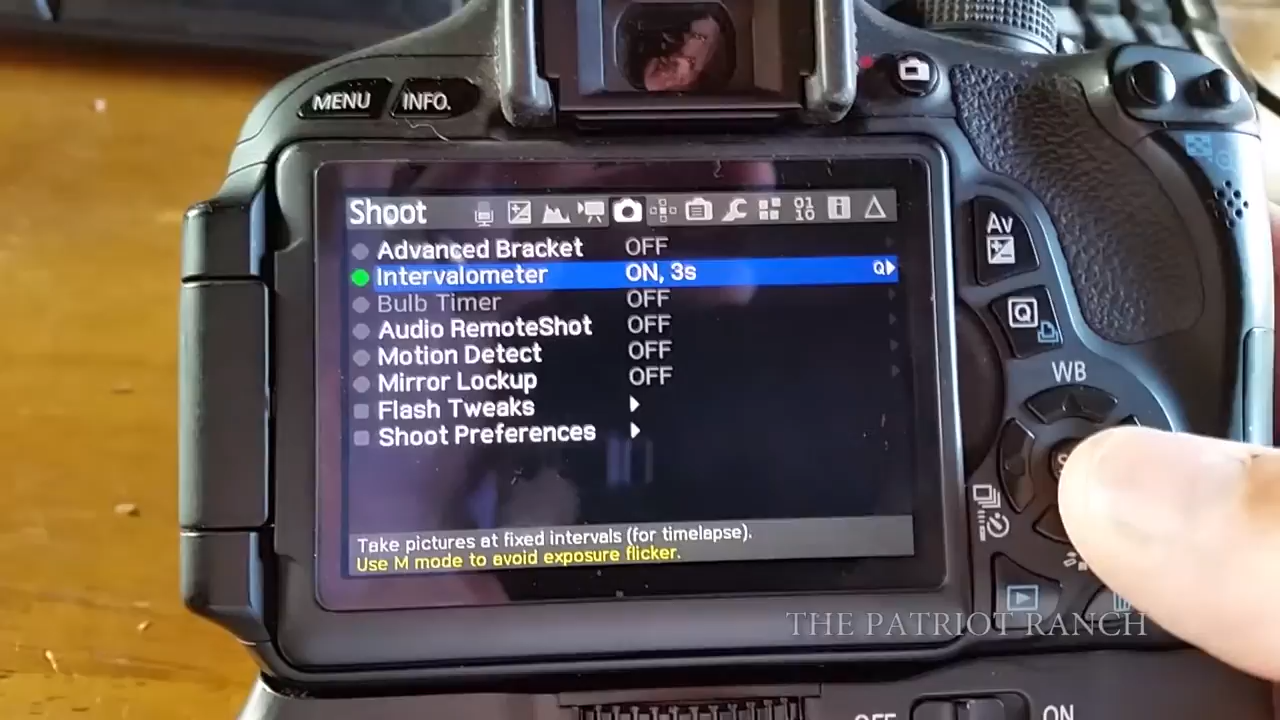 MENU INFO.
Av
Q
WB
Shoot
Advanced Bracket OFF
Intervalometer ON, 3s Q
Bulb Timer OFF
Audio RemoteShot OFF
Motion Detect OFF
Mirror Lockup OFF
Flash Tweaks
Shoot Preferences
Take pictures at fixed intervals (for timelapse).
Use M mode to avoid exposure flicker.
THE PATRIOT RANCH
OFF ON